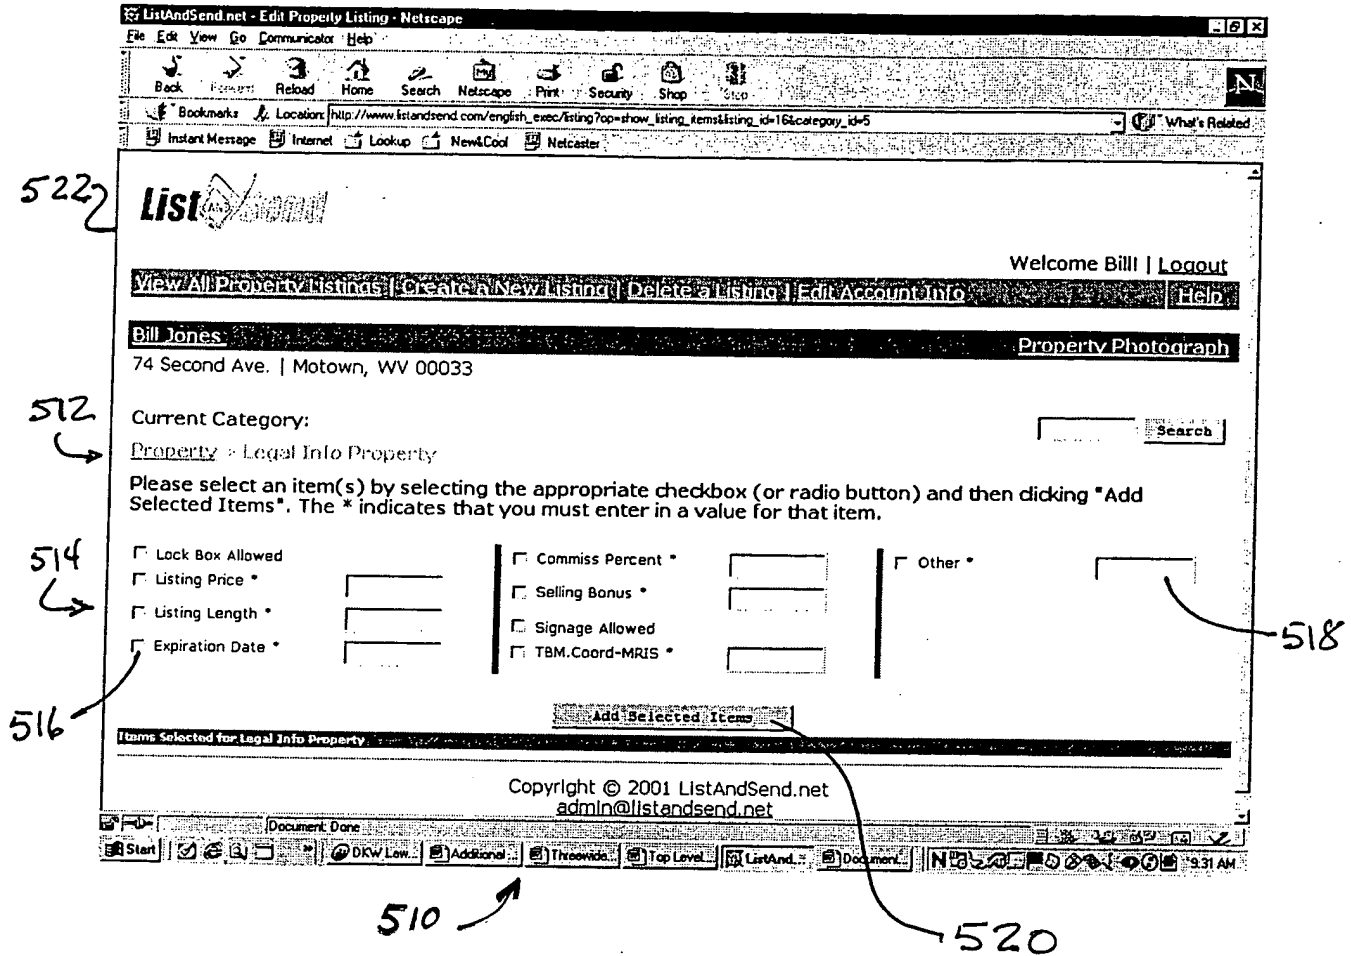 ListAndSend.net - Edit Property Listing - Netscape
File Edit View Go Communicator Help
Back Forward Reload Home Search Netscape Print Security Shop Stop
Bookmarks Location: http://www.listandsend.com/english_exec/listing?op=show_listing_items&listing_id=16&category_id=5 What's Related
Instant Message Internet Lookup New&Cool Netcaster
522
List And Send
Welcome Bill! | Logout
View All Property Listings | Create a New Listing | Delete a Listing | Edit Account Info | Help
Bill Jones Property Photograph
74 Second Ave. | Motown, WV 00033
512
Current Category:
Search
Property > Legal Info Property
Please select an item(s) by selecting the appropriate checkbox (or radio button) and then clicking "Add
Selected Items". The * indicates that you must enter in a value for that item.
514
Lock Box Allowed Commiss Percent * Other *
Listing Price * Selling Bonus *
Listing Length * Signage Allowed
Expiration Date * TBM.Coord-MRIS *
518
516
Add Selected Items
Items Selected for Legal Info Property
Copyright © 2001 ListAndSend.net
admin@listandsend.net
Document: Done
Start DKW Law... Additional... Threewide... Top Level... ListAnd... Document... 9:31 AM
510
520